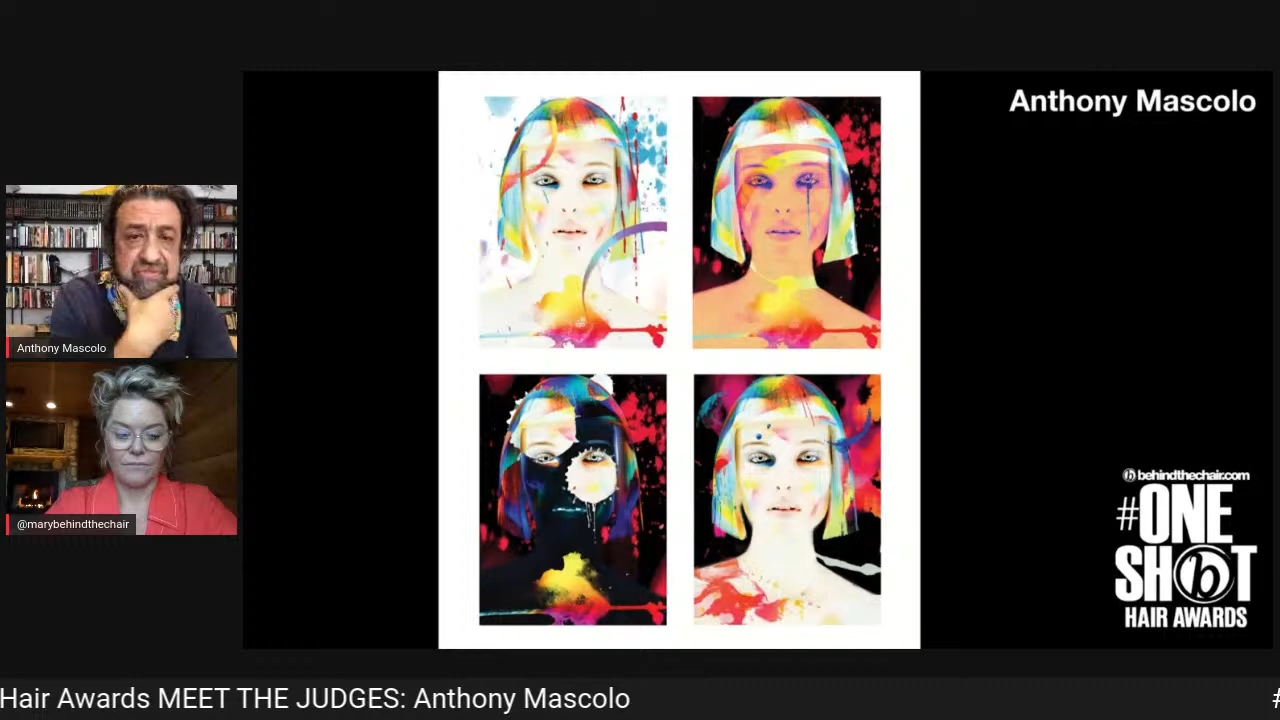 Anthony Mascolo
Anthony Mascolo
@marybehindthechair
behindthechair.com
#ONE
SHOT
HAIR AWARDS
Hair Awards MEET THE JUDGES: Anthony Mascolo
#